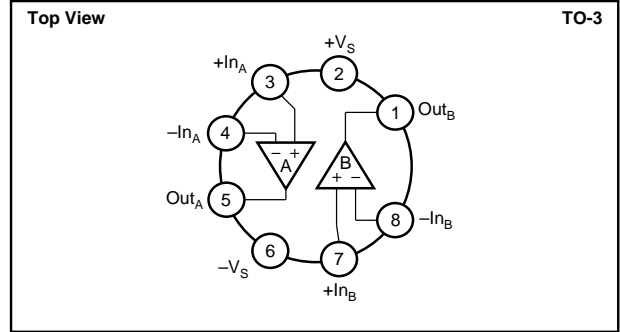 Top View TO-3
+V_S
+In_A
3
2
1
Out_B
–In_A
4
– +
A
B
+ –
Out_A
5
8
–In_B
6
7
–V_S
+In_B